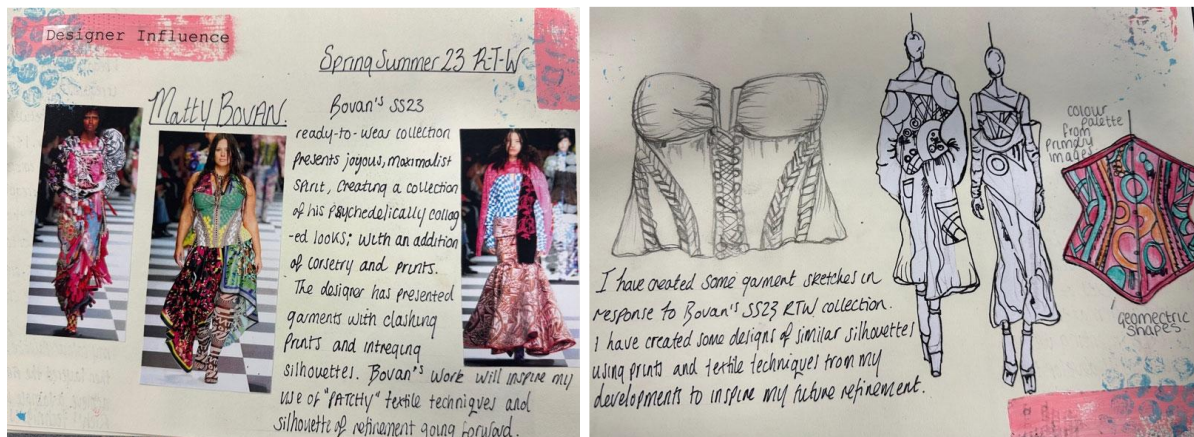 Designer Influence
Spring Summer 23 R-T-W
Matty Bovan.
Bovan's SS23
ready-to-wear collection
presents joyous, maximalist
spirit, creating a collection
of his psychedelically collag
-ed looks; with an addition
of corsetry and prints.
The designer has presented
garments with clashing
prints and intreging
silhouettes. Bovan's work will inspire my
use of "PATCHY" textile techniques and
silhouette of refinement going forward.
I have created some garment sketches in
response to Bovan's SS23 RTW collection.
I have created some designs of similar silhouettes
using prints and textile techniques from my
developments to inspire my future refinement.
colour
palette
from
primary
images
geometric
shapes.